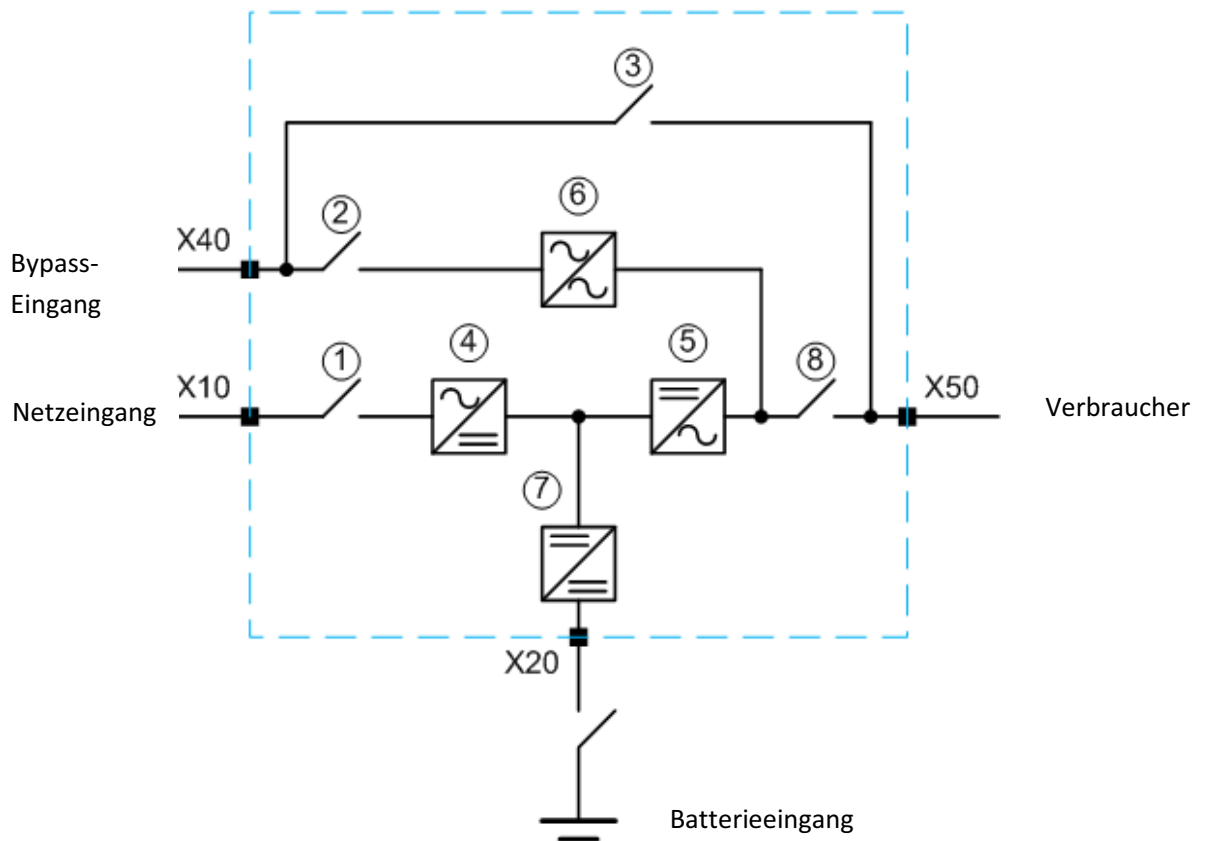 ③
②
⑥
X40
Bypass-
Eingang
①
④
⑤
⑧
X10
X50
Netzeingang
Verbraucher
⑦
X20
Batterieeingang